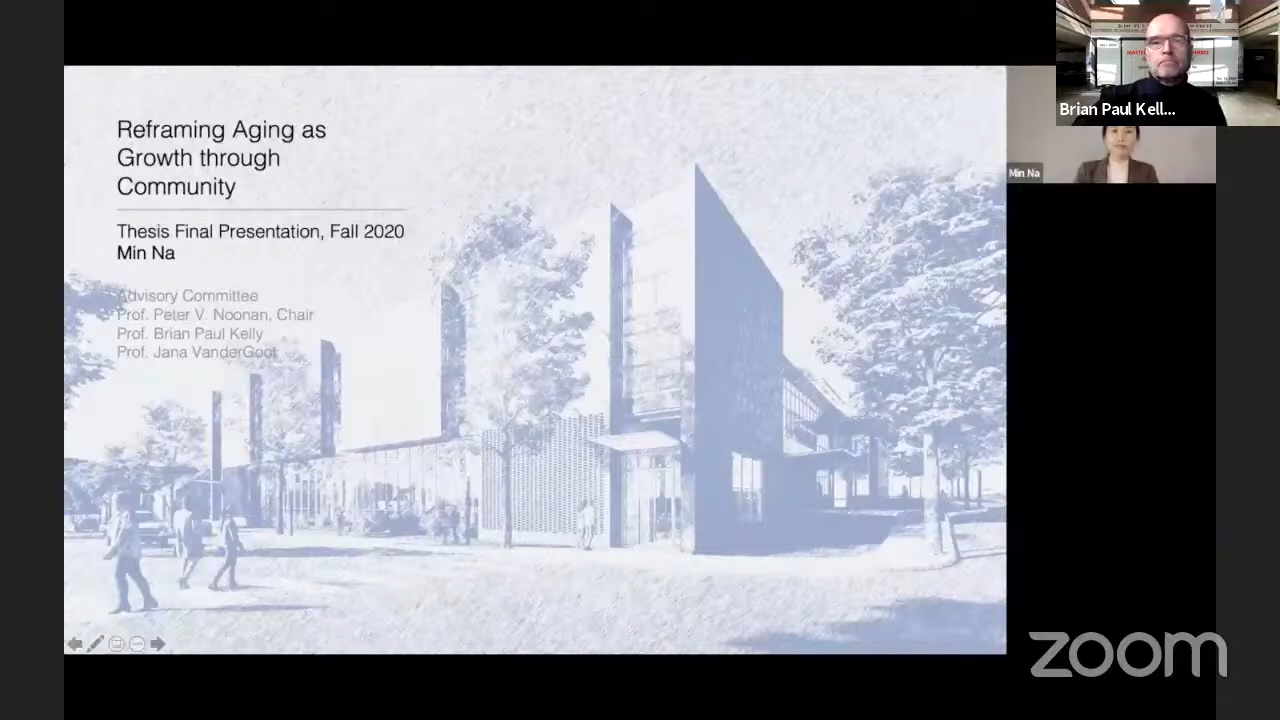 Reframing Aging as
Growth through
Community
Thesis Final Presentation, Fall 2020
Min Na
Advisory Committee
Prof. Peter V. Noonan, Chair
Prof. Brian Paul Kelly
Prof. Jana VanderGoot
Brian Paul Kell...
Min Na
zoom